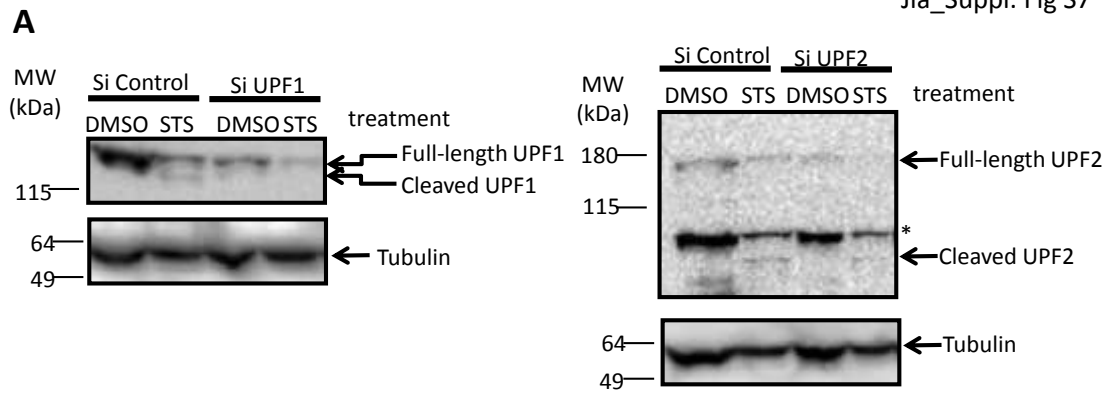 Jia_Suppl. Fig S7
A
MW
(kDa)
Si Control
Si UPF1
DMSO STS DMSO STS
treatment
Full-length UPF1
Cleaved UPF1
115
64
49
Tubulin
MW
(kDa)
Si Control
Si UPF2
DMSO STS DMSO STS
treatment
180
Full-length UPF2
115
*
Cleaved UPF2
64
49
Tubulin